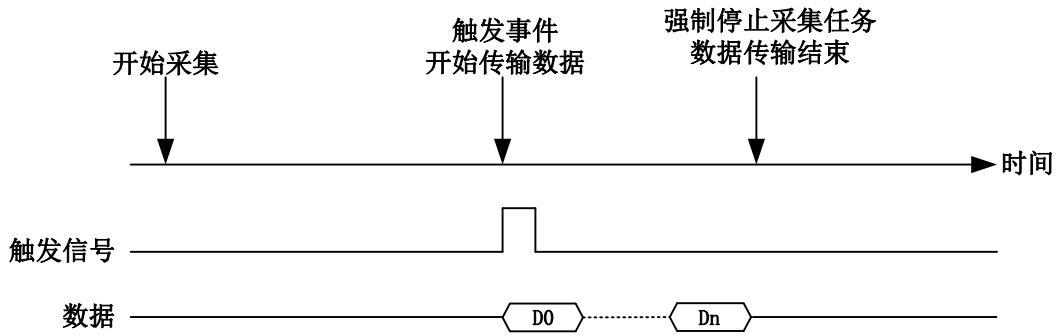 开始采集
触发事件
开始传输数据
强制停止采集任务
数据传输结束
时间
触发信号
数据
D0
Dn